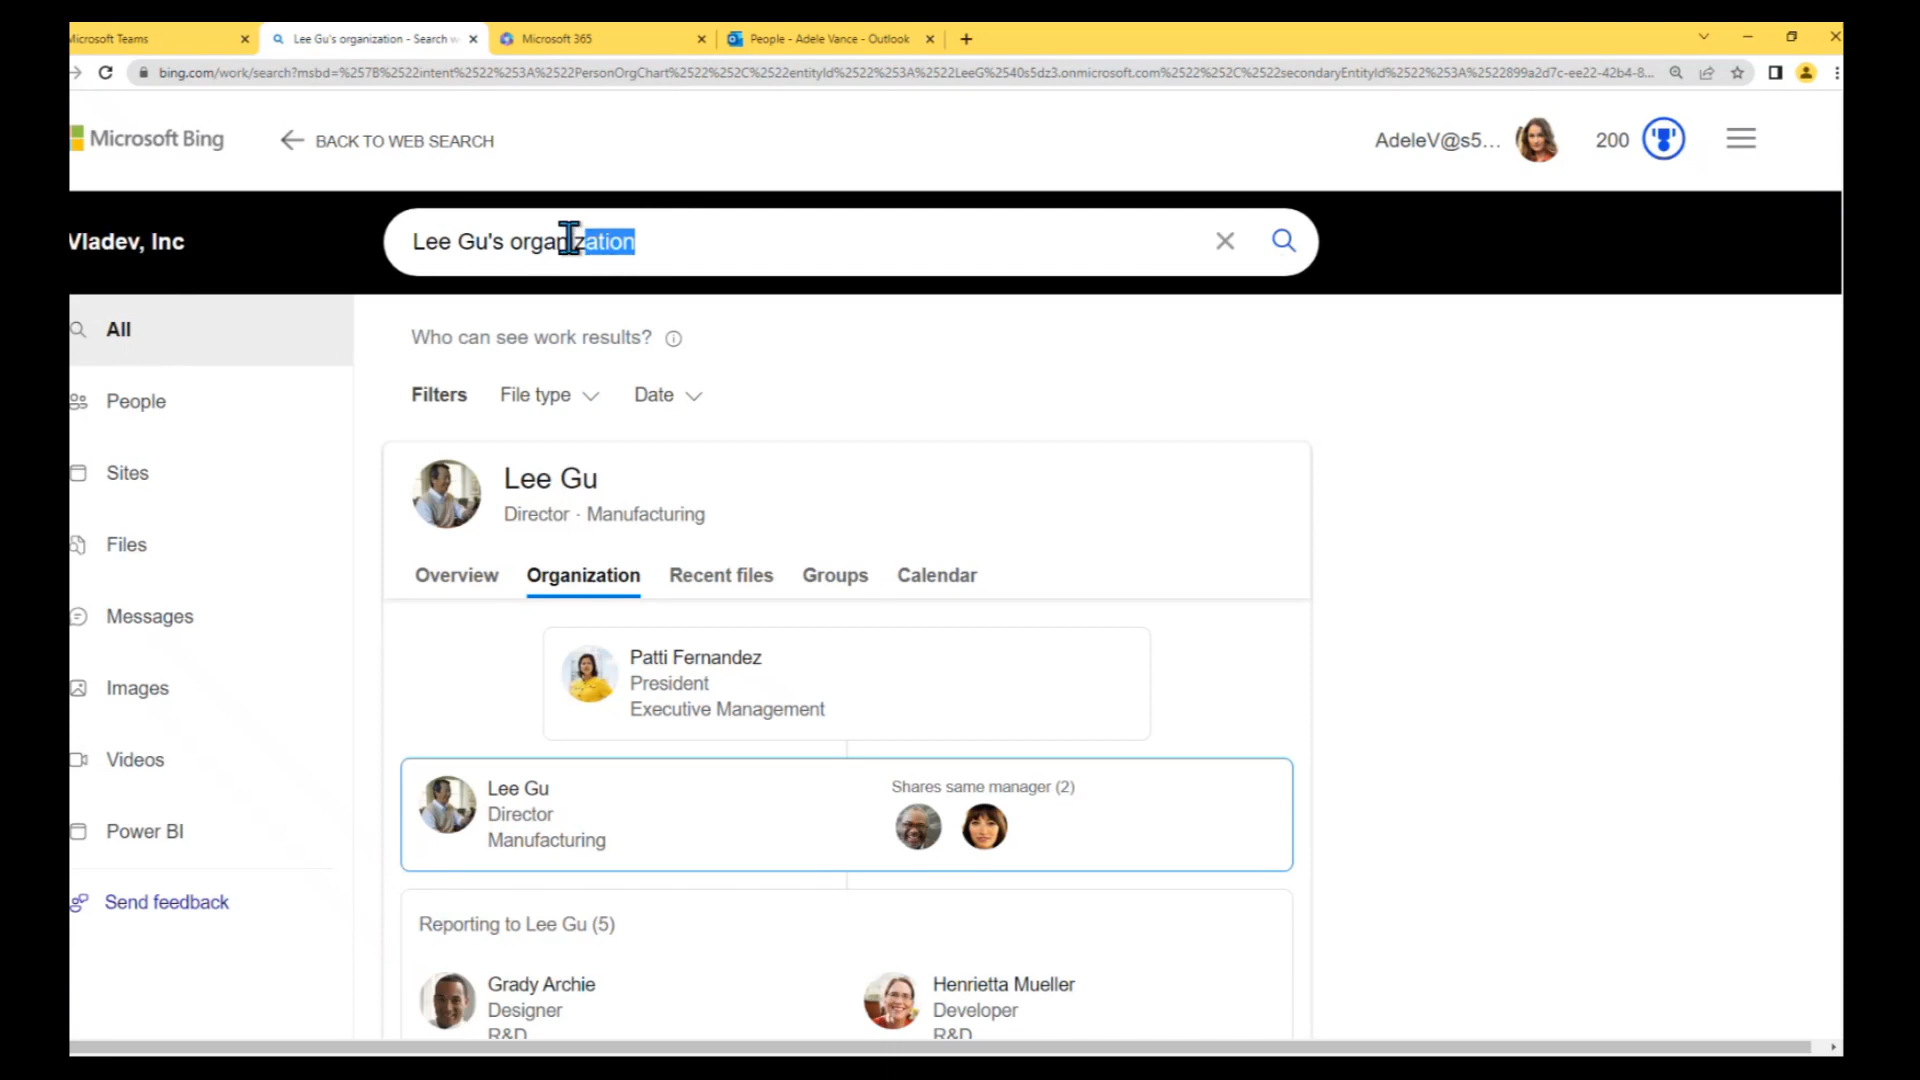 Microsoft Teams
Lee Gu's organization - Search w
Microsoft 365
People - Adele Vance - Outlook
bing.com/work/search?msbd=%257B%2522intent%2522%253A%2522PersonOrgChart%2522%252C%2522entityId%2522%253A%2522LeeG%2540s5dz3.onmicrosoft.com%2522%252C%2522secondaryEntityId%2522%253A%2522899a2d7c-ee22-42b4-8...
Microsoft Bing
BACK TO WEB SEARCH
AdeleV@s5...
200
Vladev, Inc
Lee Gu's organization
All
People
Sites
Files
Messages
Images
Videos
Power BI
Send feedback
Who can see work results?
Filters
File type
Date
Lee Gu
Director · Manufacturing
Overview
Organization
Recent files
Groups
Calendar
Patti Fernandez
President
Executive Management
Lee Gu
Director
Manufacturing
Shares same manager (2)
Reporting to Lee Gu (5)
Grady Archie
Designer
R&D
Henrietta Mueller
Developer
R&D